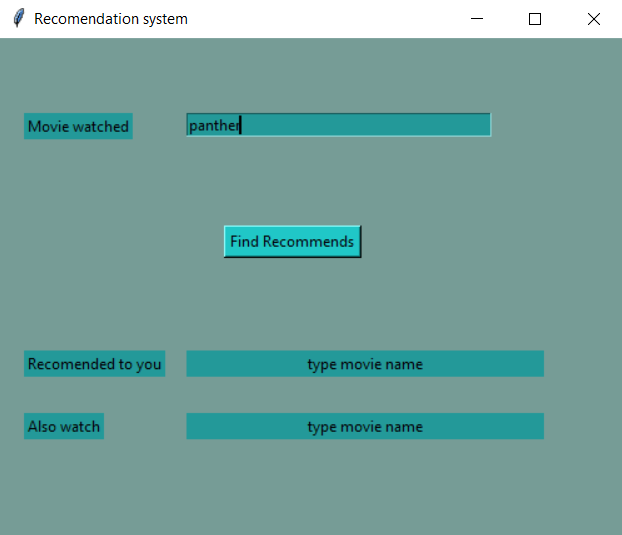 Recomendation system
Movie watched
panther
Find Recommends
Recomended to you
type movie name
Also watch
type movie name